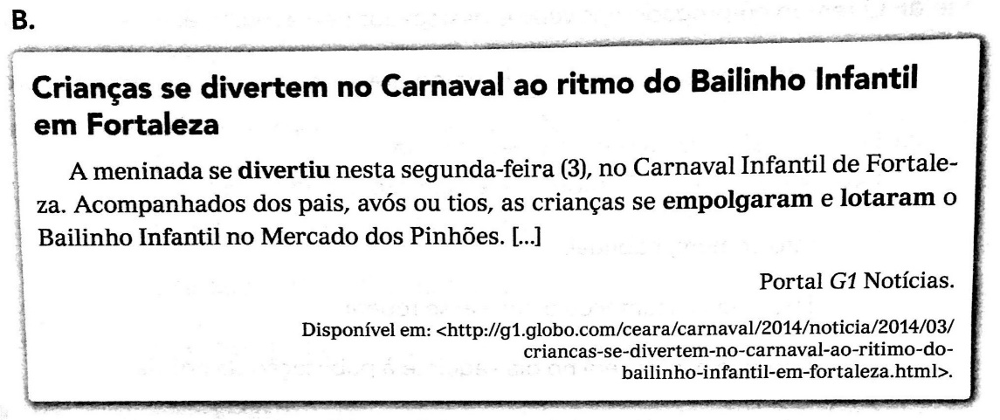 B.
Crianças se divertem no Carnaval ao ritmo do Bailinho Infantil
em Fortaleza
A meninada se divertiu nesta segunda-feira (3), no Carnaval Infantil de Fortale-
za. Acompanhados dos pais, avós ou tios, as crianças se empolgaram e lotaram o
Bailinho Infantil no Mercado dos Pinhões. [...]
Portal G1 Notícias.
Disponível em: <http://g1.globo.com/ceara/carnaval/2014/noticia/2014/03/
criancas-se-divertem-no-carnaval-ao-ritimo-do-
bailinho-infantil-em-fortaleza.html>.